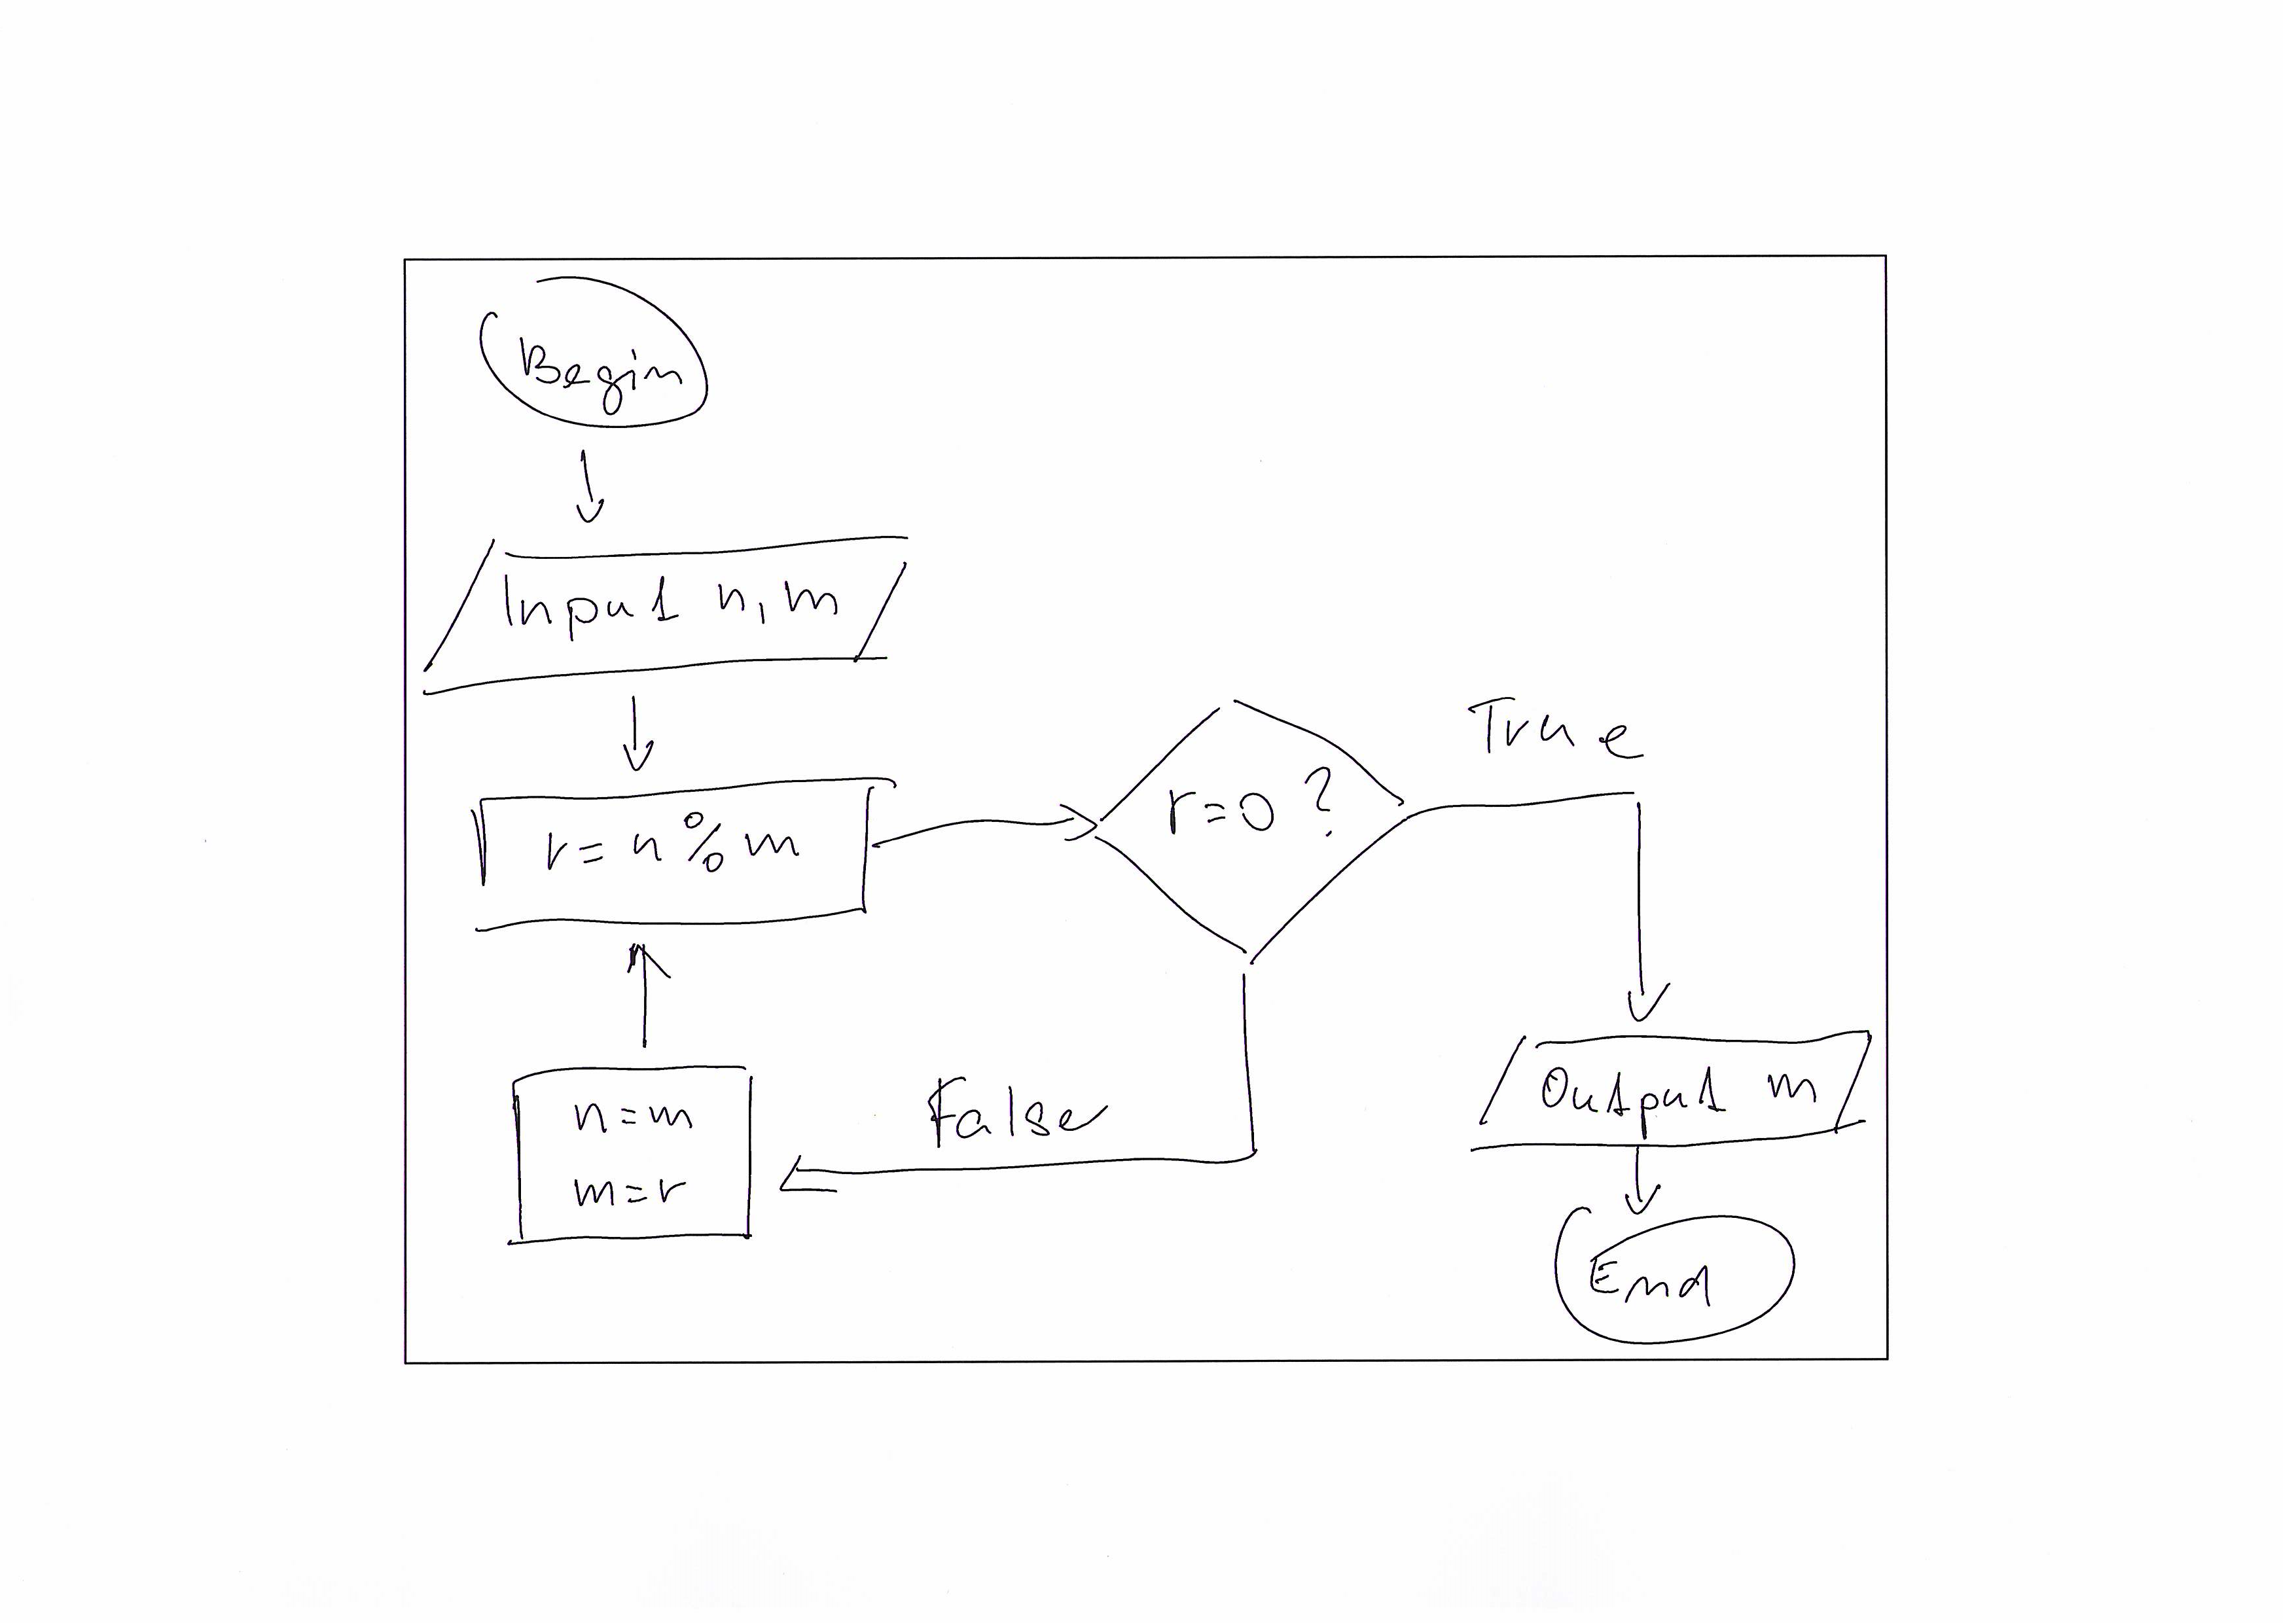 Begin
Input n, m
r = n % m
r = 0 ?
True
False
n = m
m = r
Output m
End